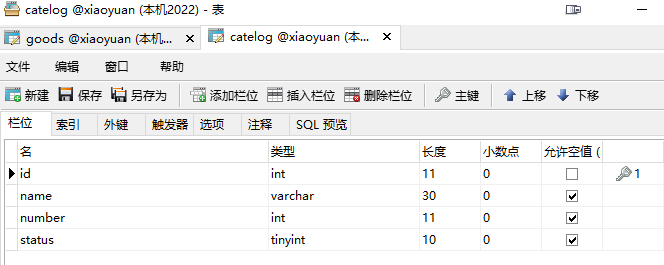 catelog @xiaoyuan (本机2022) - 表
goods @xiaoyuan (本机2...
catelog @xiaoyuan (本...
文件 编辑 窗口 帮助
新建 保存 另存为 添加栏位 插入栏位 删除栏位 主键 上移 下移
栏位 索引 外键 触发器 选项 注释 SQL 预览
名 类型 长度 小数点 允许空值 (
id int 11 0 1
name varchar 30 0
number int 11 0
status tinyint 10 0